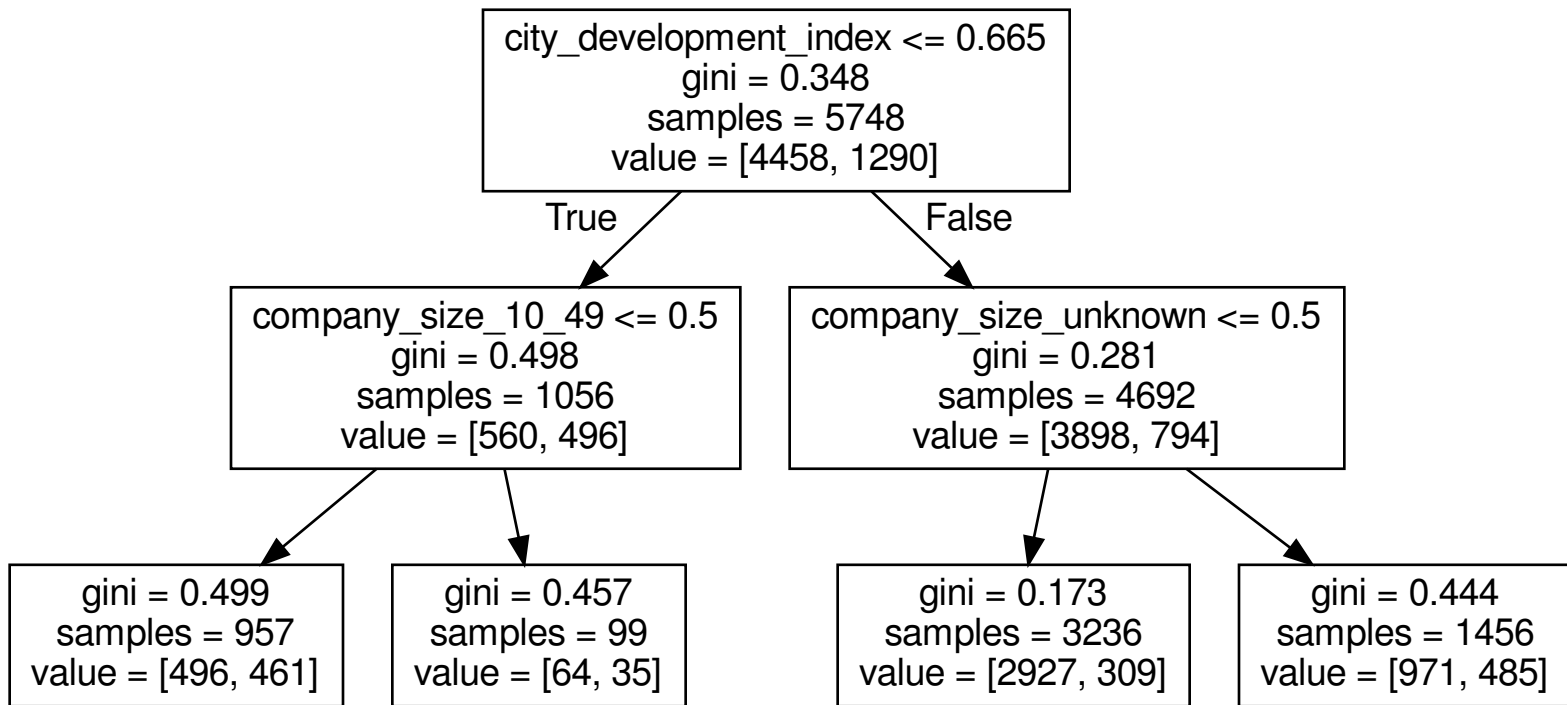 city_development_index <= 0.665
gini = 0.348
samples = 5748
value = [4458, 1290]
True
False
company_size_10_49 <= 0.5
gini = 0.498
samples = 1056
value = [560, 496]
company_size_unknown <= 0.5
gini = 0.281
samples = 4692
value = [3898, 794]
gini = 0.499
samples = 957
value = [496, 461]
gini = 0.457
samples = 99
value = [64, 35]
gini = 0.173
samples = 3236
value = [2927, 309]
gini = 0.444
samples = 1456
value = [971, 485]